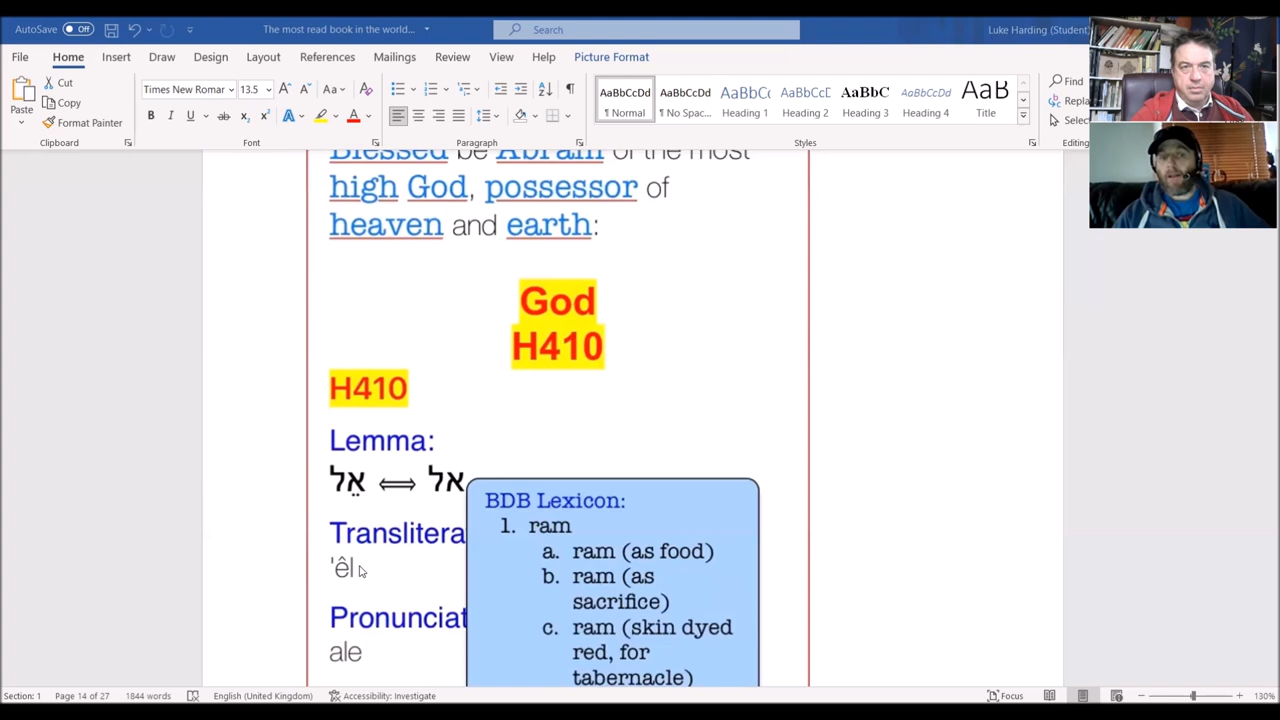 AutoSave Off
The most read book in the world...
Search
Luke Harding (Student)
File Home Insert Draw Design Layout References Mailings Review View Help Picture Format
Paste
Cut
Copy
Format Painter
Clipboard
Times New Romar 13.5
Font
Paragraph
AaBbCcDd
Normal
AaBbCcDd
No Spac...
Heading 1
AaBbCcD
Heading 2
AaBbC
Heading 3
AaBbCcDd
Heading 4
AaB
Title
Styles
Find
Editing
Blessed be Abram of the most
high God, possessor of
heaven and earth:
God
H410
H410
Lemma:
אֵל ⟺ אל
'êl
ale
BDB Lexicon:
1. ram
a. ram (as food)
b. ram (as
sacrifice)
c. ram (skin dyed
red, for
tabernacle)
Section: 1 Page 14 of 27 1844 words English (United Kingdom) Accessibility: Investigate Focus 130%